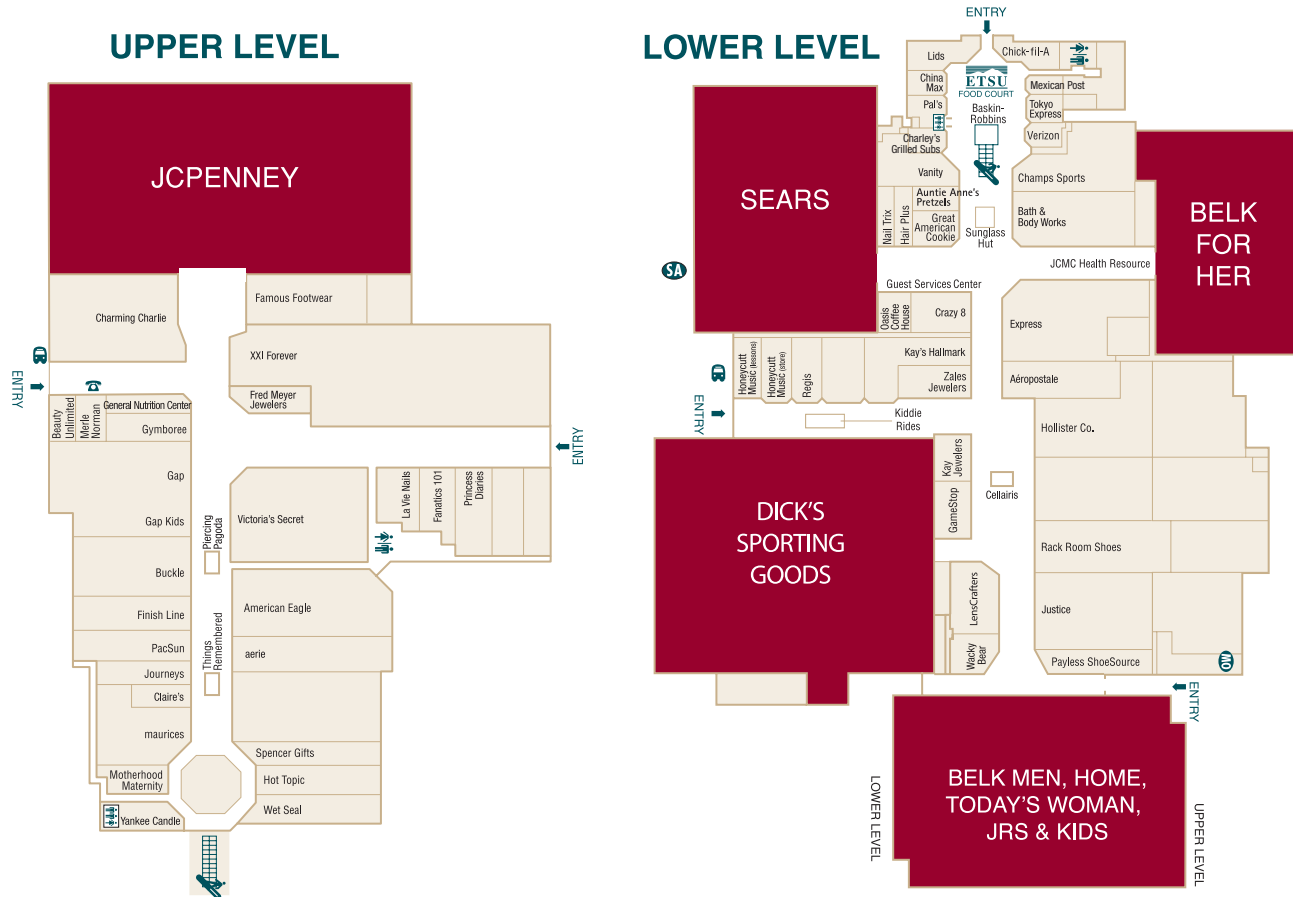 UPPER LEVEL
JCPENNEY
Charming Charlie
Famous Footwear
XXI Forever
ENTRY
Fred Meyer
Jewelers
Beauty
Unlimited
Merle
Norman
General Nutrition Center
Gymboree
ENTRY
Gap
La Vie Nails
Fanatics 101
Princess
Diaries
Gap Kids
Piercing
Pagoda
Victoria's Secret
Buckle
Finish Line
American Eagle
PacSun
Things
Remembered
aerie
Journeys
Claire's
maurices
Spencer Gifts
Motherhood
Maternity
Hot Topic
Wet Seal
Yankee Candle
LOWER LEVEL
ENTRY
Lids
Chick-fil-A
ETSU
FOOD COURT
China
Max
Mexican Post
Pal's
Baskin-
Robbins
Tokyo
Express
Charley's
Grilled Subs
Verizon
Vanity
Champs Sports
SEARS
Auntie Anne's
Pretzels
Nail Trix
Hair Plus
Great
American
Cookie
Sunglass
Hut
Bath &
Body Works
BELK
FOR
HER
SA
JCMC Health Resource
Guest Services Center
Oasis
Coffee
House
Crazy 8
Express
Kay's Hallmark
Honeycutt
Music (lessons)
Honeycutt
Music (store)
Regis
Zales
Jewelers
Aéropostale
ENTRY
Kiddie
Rides
Hollister Co.
Kay
Jewelers
GameStop
Cellairis
DICK'S
SPORTING
GOODS
Rack Room Shoes
LensCrafters
Justice
Wacky
Bear
Payless ShoeSource
MO
ENTRY
BELK MEN, HOME,
TODAY'S WOMAN,
JRS & KIDS
LOWER LEVEL
UPPER LEVEL